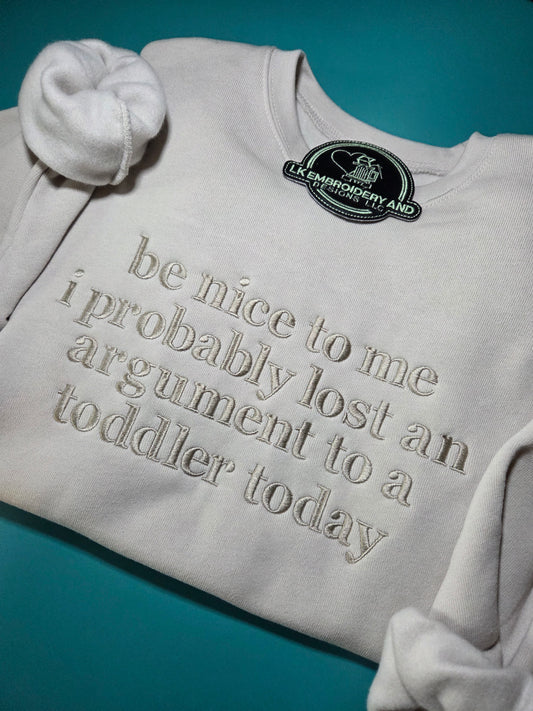 LK EMBROIDERY AND
DESIGNS LLC
be nice to me
i probably lost an
argument to a
toddler today